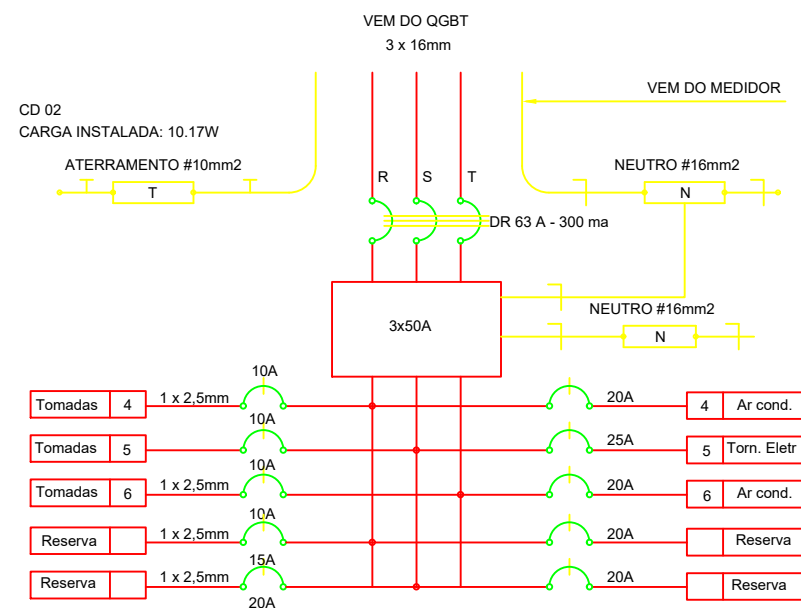 VEM DO QGBT
3 x 16mm
VEM DO MEDIDOR
CD 02
CARGA INSTALADA: 10.17W
ATERRAMENTO #10mm2
T
R
S
T
NEUTRO #16mm2
N
DR 63 A - 300 ma
3x50A
NEUTRO #16mm2
N
10A
Tomadas 4 1 x 2,5mm 20A 4 Ar cond.
10A
Tomadas 5 1 x 2,5mm 25A 5 Torn. Eletr
10A
Tomadas 6 1 x 2,5mm 20A 6 Ar cond.
10A
Reserva 1 x 2,5mm 20A Reserva
15A
Reserva 1 x 2,5mm 20A Reserva
20A